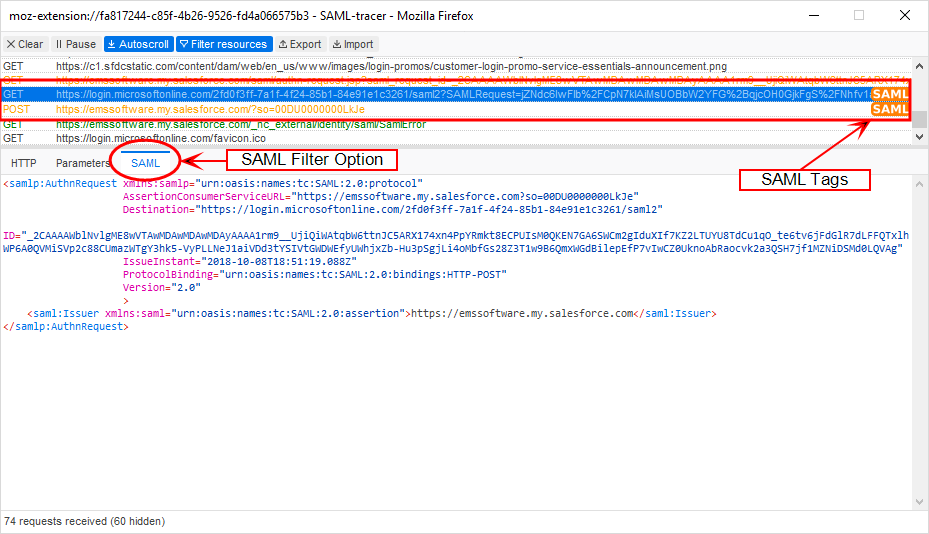 moz-extension://fa817244-c85f-4b26-9526-fd4a066575b3 - SAML-tracer - Mozilla Firefox
Clear Pause Autoscroll Filter resources Export Import
GET https://c1.sfdcstatic.com/content/dam/web/en_us/www/images/login-promos/customer-login-promo-service-essentials-announcement.png
GET https://login.microsoftonline.com/2fd0f3ff-7a1f-4f24-85b1-84e91e1c3261/saml2?SAMLRequest=jZNdc6IwFIb%2FCpN7klAiMsUOBbW2YFG%2BqjcOH0GjkFgS%2FNhfv1 SAML
POST https://emssoftware.my.salesforce.com/?so=00DU0000000LkJe SAML
GET https://emssoftware.my.salesforce.com/_nc_external/identity/saml/SamlError
GET https://login.microsoftonline.com/favicon.ico
HTTP Parameters SAML
SAML Filter Option
SAML Tags
<samlp:AuthnRequest xmlns:samlp="urn:oasis:names:tc:SAML:2.0:protocol"
AssertionConsumerServiceURL="https://emssoftware.my.salesforce.com?so=00DU0000000LkJe"
Destination="https://login.microsoftonline.com/2fd0f3ff-7a1f-4f24-85b1-84e91e1c3261/saml2"
ID="_2CAAAAWblNvlgME8wVTAwMDAwMDAwMDAyAAAA1rm9__UjiQiWAtqbW6ttnJC5ARX174xn4PpYRmkt8ECPUIsM0QKEN7GA6SWCm2gIduXIf7KZ2LTUYU8TdCu1qO_te6tv6jFdGlR7dLFFQTxlh
WP6A0QVMiSVp2c88CUmazWTgY3hk5-VyPLLNeJ1aiVDd3tYSIVtGWDWEfyUWhjxZb-Hu3pSgjLi4oMbfGs28Z3T1w9B6QmxWGdBilepEfP7vIwCZ0UknoAbRaocvk2a3QSH7jf1MZNiDSMd0LQVAg"
IssueInstant="2018-10-08T18:51:19.088Z"
ProtocolBinding="urn:oasis:names:tc:SAML:2.0:bindings:HTTP-POST"
Version="2.0"
>
<saml:Issuer xmlns:saml="urn:oasis:names:tc:SAML:2.0:assertion">https://emssoftware.my.salesforce.com</saml:Issuer>
</samlp:AuthnRequest>
74 requests received (60 hidden)